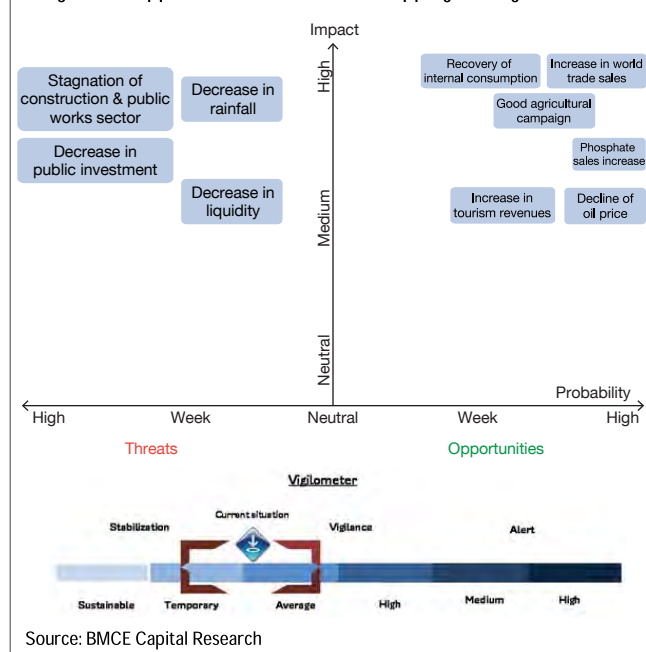 Impact
High
Medium
Neutral
Stagnation of
construction & public
works sector
Decrease in
rainfall
Decrease in
public investment
Decrease in
liquidity
Recovery of
internal consumption
Increase in world
trade sales
Good agricultural
campaign
Phosphate
sales increase
Increase in
tourism revenues
Decline of
oil price
Probability
High
Week
Neutral
Week
High
Threats
Opportunities
Vigilometer
Current situation
Stabilization
Vigilance
Alert
Sustainable
Temporary
Average
High
Medium
High
Source: BMCE Capital Research